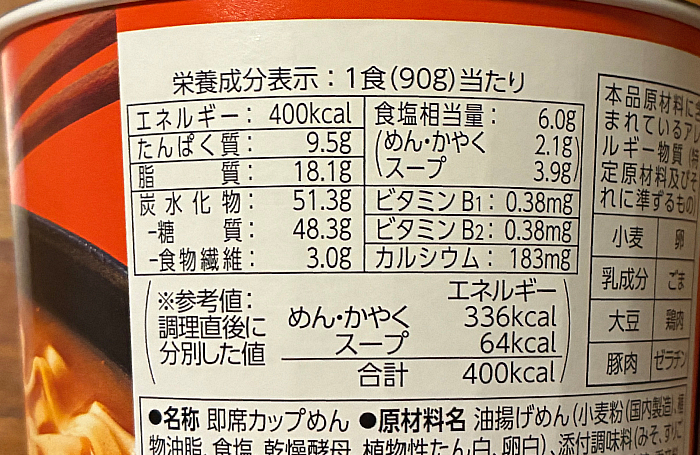 栄養成分表示：1食(90g)当たり
エネルギー： 400kcal
たんぱく質： 9.5g
脂質： 18.1g
炭水化物： 51.3g
-糖質： 48.3g
-食物繊維： 3.0g
食塩相当量： 6.0g
(めん・かやく 2.1g)
(スープ 3.9g)
ビタミンB1： 0.38mg
ビタミンB2： 0.38mg
カルシウム： 183mg
※参考値：
調理直後に
分別した値
エネルギー
めん・かやく 336kcal
スープ 64kcal
合計 400kcal
本品原材料に
まれているア
ルギー物質(特
定原材料及びそ
れに準ずるもの)
小麦 卵
乳成分 ごま
大豆 鶏肉
豚肉 ゼラチン
●名称 即席カップめん ●原材料名 油揚げめん(小麦粉(国内製造)、
物油脂、食塩、乾燥酵母、植物性たん白、卵白)、添付調味料(みそ、すりご